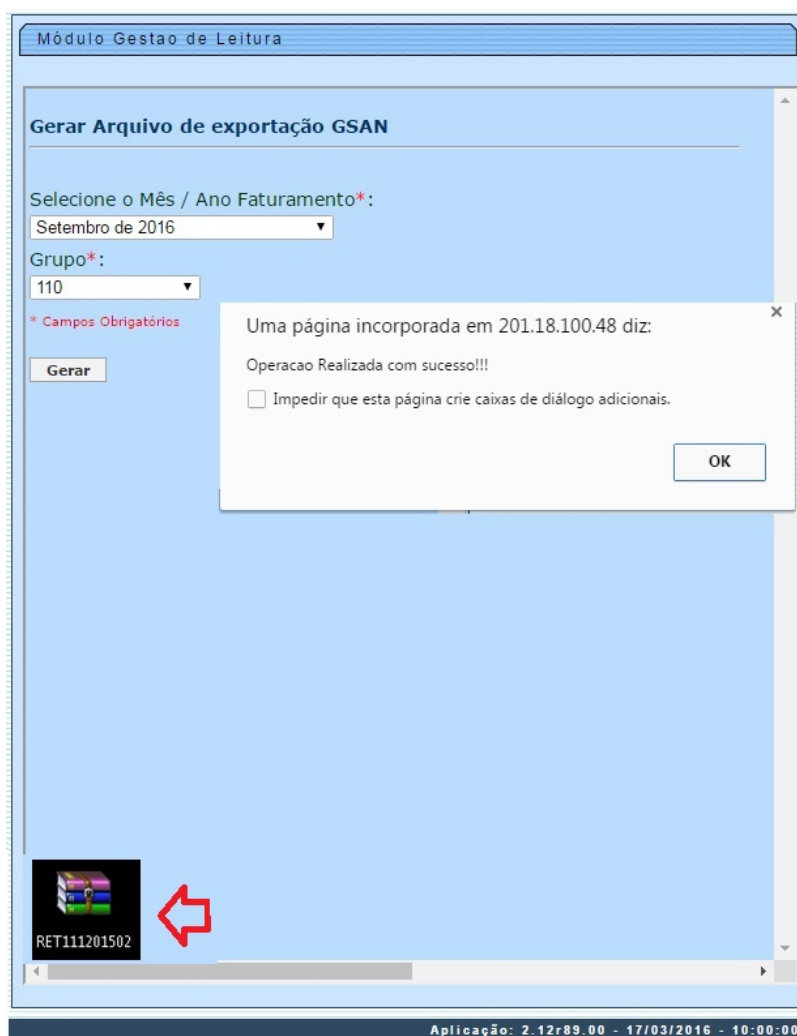 Módulo Gestao de Leitura
Gerar Arquivo de exportação GSAN
Selecione o Mês / Ano Faturamento*:
Setembro de 2016
Grupo*:
110
* Campos Obrigatórios
Gerar
Uma página incorporada em 201.18.100.48 diz:
Operacao Realizada com sucesso!!!
Impedir que esta página crie caixas de diálogo adicionais.
OK
RET111201502
Aplicação: 2.12r89.00 - 17/03/2016 - 10:00:00